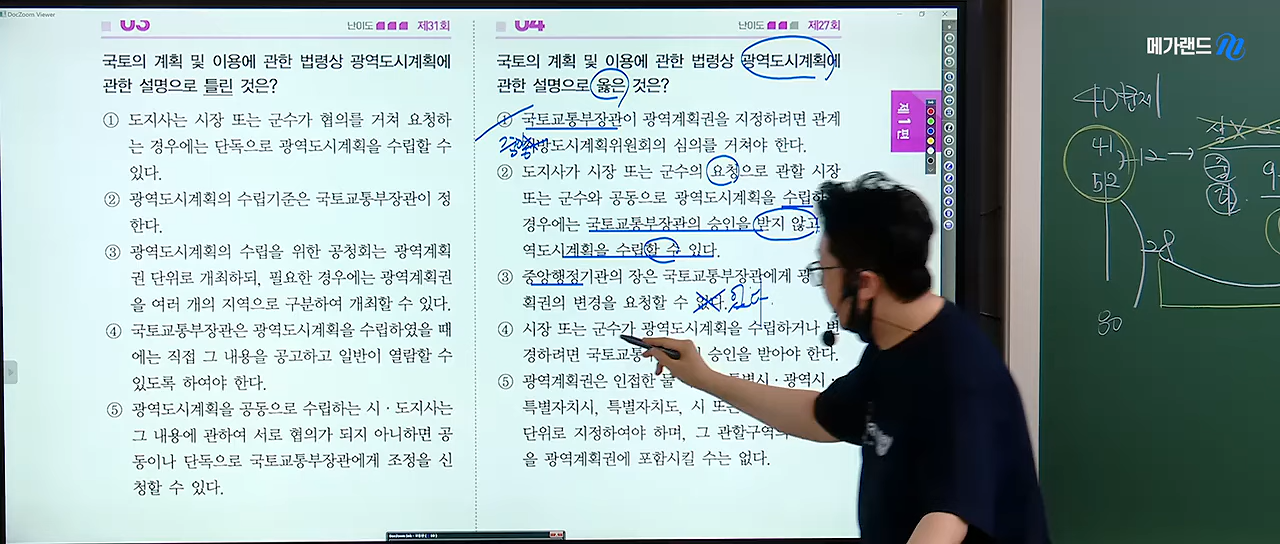 DocZoom Viewer
03 난이도 제31회
국토의 계획 및 이용에 관한 법령상 광역도시계획에
관한 설명으로 틀린 것은?
① 도지사는 시장 또는 군수가 협의를 거쳐 요청하
는 경우에는 단독으로 광역도시계획을 수립할 수
있다.
② 광역도시계획의 수립기준은 국토교통부장관이 정
한다.
③ 광역도시계획의 수립을 위한 공청회는 광역계획
권 단위로 개최하되, 필요한 경우에는 광역계획권
을 여러 개의 지역으로 구분하여 개최할 수 있다.
④ 국토교통부장관은 광역도시계획을 수립하였을 때
에는 직접 그 내용을 공고하고 일반이 열람할 수
있도록 하여야 한다.
⑤ 광역도시계획을 공동으로 수립하는 시·도지사는
그 내용에 관하여 서로 협의가 되지 아니하면 공
동이나 단독으로 국토교통부장관에게 조정을 신
청할 수 있다.
04 난이도 제27회
국토의 계획 및 이용에 관한 법령상 광역도시계획에
관한 설명으로 옳은 것은?
① 국토교통부장관이 광역계획권을 지정하려면 관계
지방도시계획위원회의 심의를 거쳐야 한다.
② 도지사가 시장 또는 군수의 요청으로 관할 시장
또는 군수와 공동으로 광역도시계획을 수립하
경우에는 국토교통부장관의 승인을 받지 않고
역도시계획을 수립할 수 있다.
③ 중앙행정기관의 장은 국토교통부장관에게 광
획권의 변경을 요청할 수 없다. 있다
④ 시장 또는 군수가 광역도시계획을 수립하거나 변
경하려면 국토교통부 승인을 받아야 한다.
⑤ 광역계획권은 인접한 둘 특별시·광역시·
특별자치시, 특별자치도, 시 또는
단위로 지정하여야 하며, 그 관할구역의
을 광역계획권에 포함시킬 수는 없다.
제1편
메가랜드
40문제
41
52
12 →
28
30